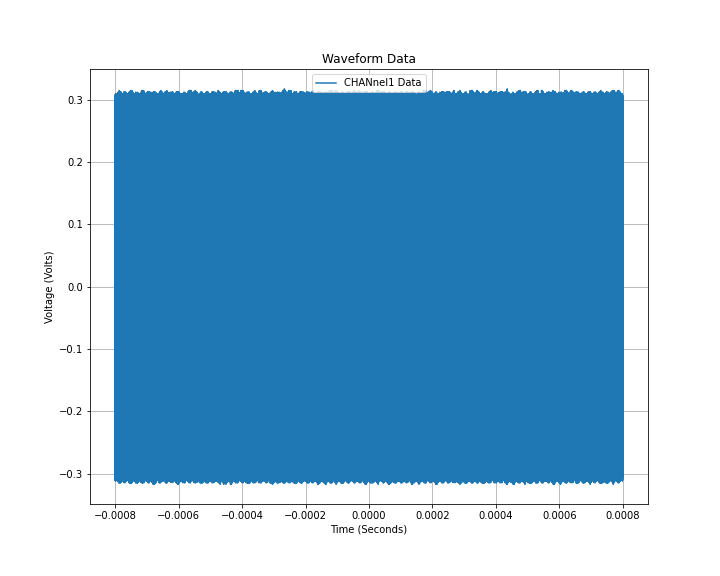 Waveform Data
CHANnel1 Data
0.3
0.2
0.1
0.0
−0.1
−0.2
−0.3
Voltage (Volts)
−0.0008 −0.0006 −0.0004 −0.0002 0.0000 0.0002 0.0004 0.0006 0.0008
Time (Seconds)